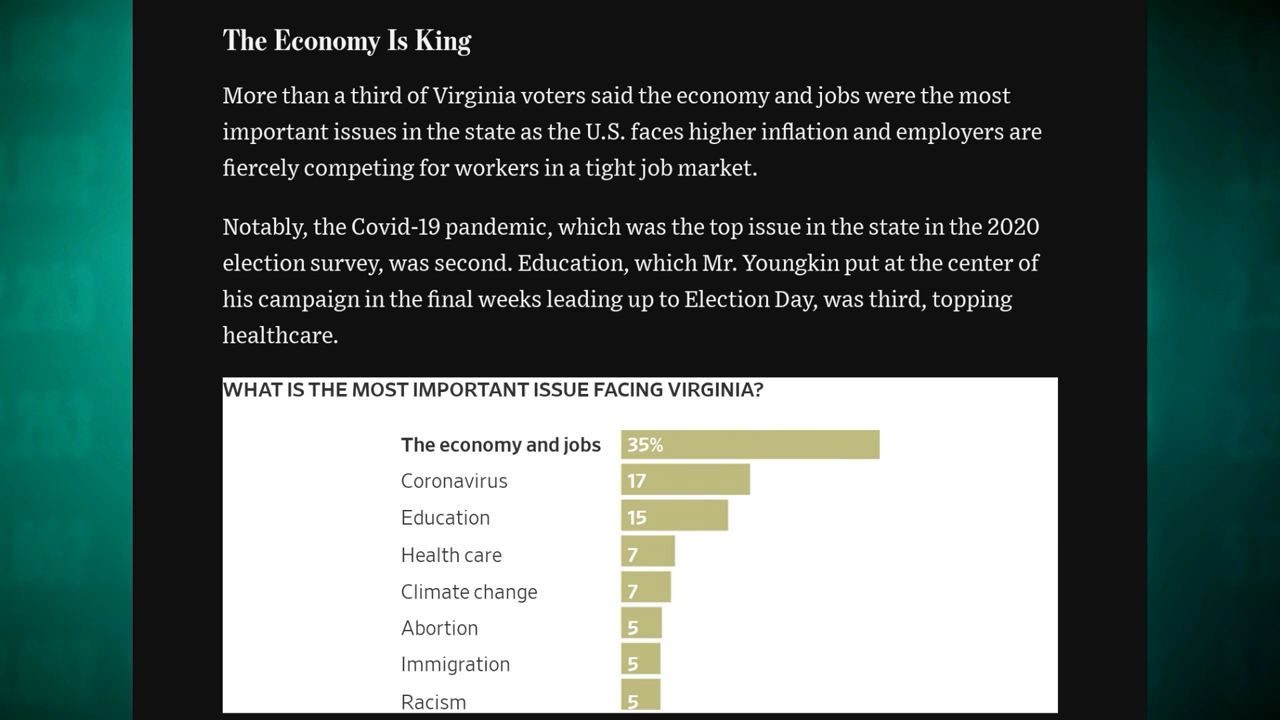 The Economy Is King
More than a third of Virginia voters said the economy and jobs were the most
important issues in the state as the U.S. faces higher inflation and employers are
fiercely competing for workers in a tight job market.
Notably, the Covid-19 pandemic, which was the top issue in the state in the 2020
election survey, was second. Education, which Mr. Youngkin put at the center of
his campaign in the final weeks leading up to Election Day, was third, topping
healthcare.
WHAT IS THE MOST IMPORTANT ISSUE FACING VIRGINIA?
The economy and jobs 35%
Coronavirus 17
Education 15
Health care 7
Climate change 7
Abortion 5
Immigration 5
Racism 5